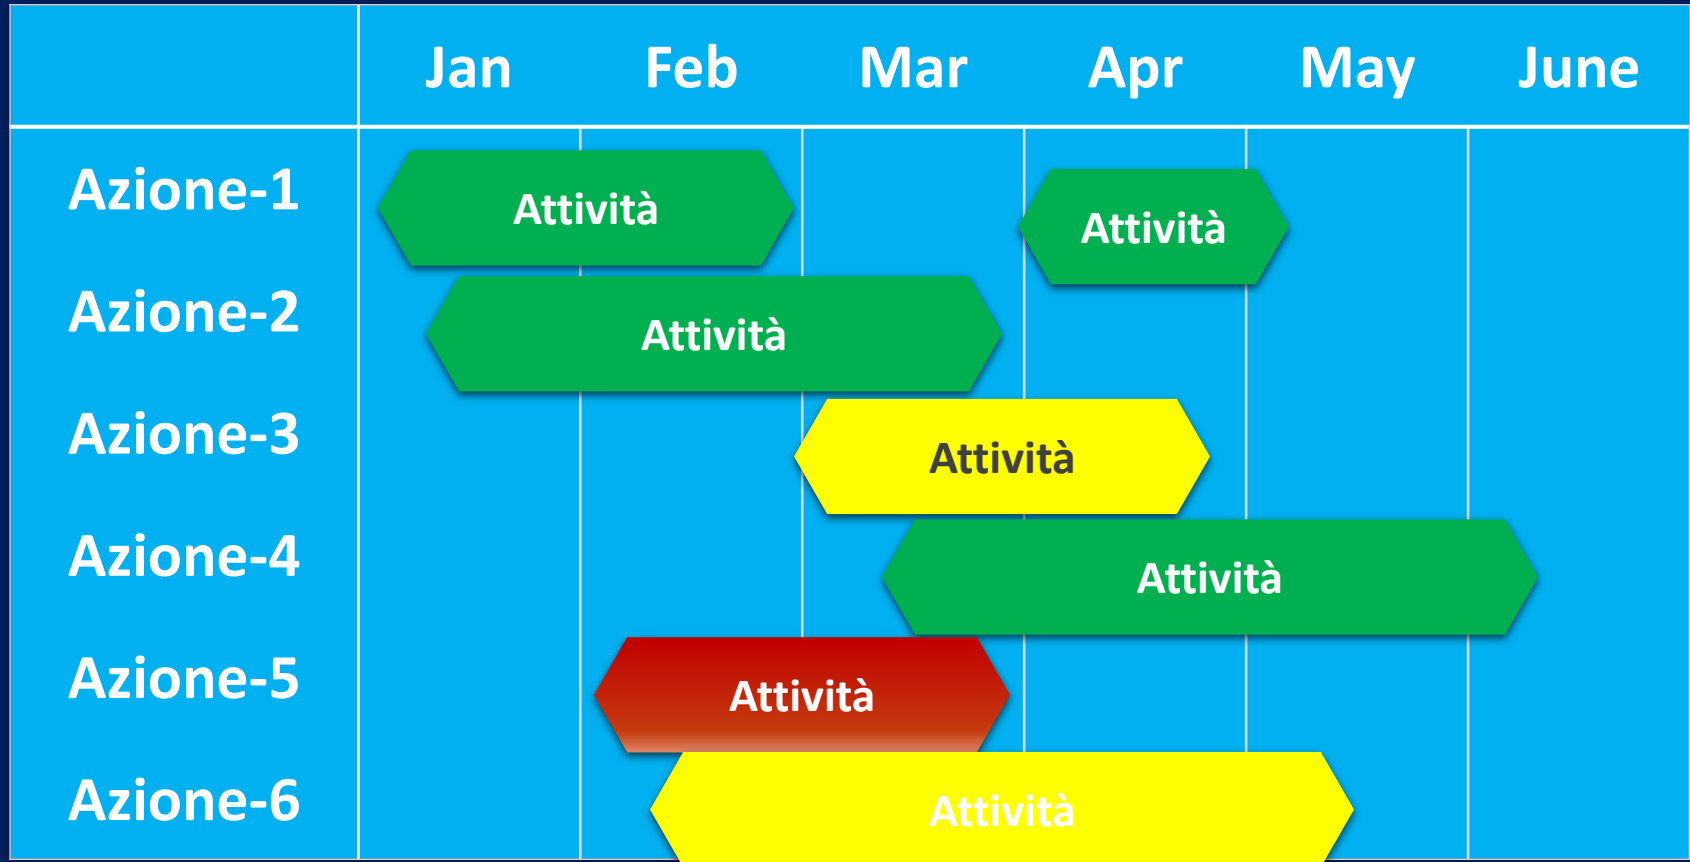 Jan Feb Mar Apr May June
Azione-1 Attività Attività
Azione-2 Attività
Azione-3 Attività
Azione-4 Attività
Azione-5 Attività
Azione-6 Attività